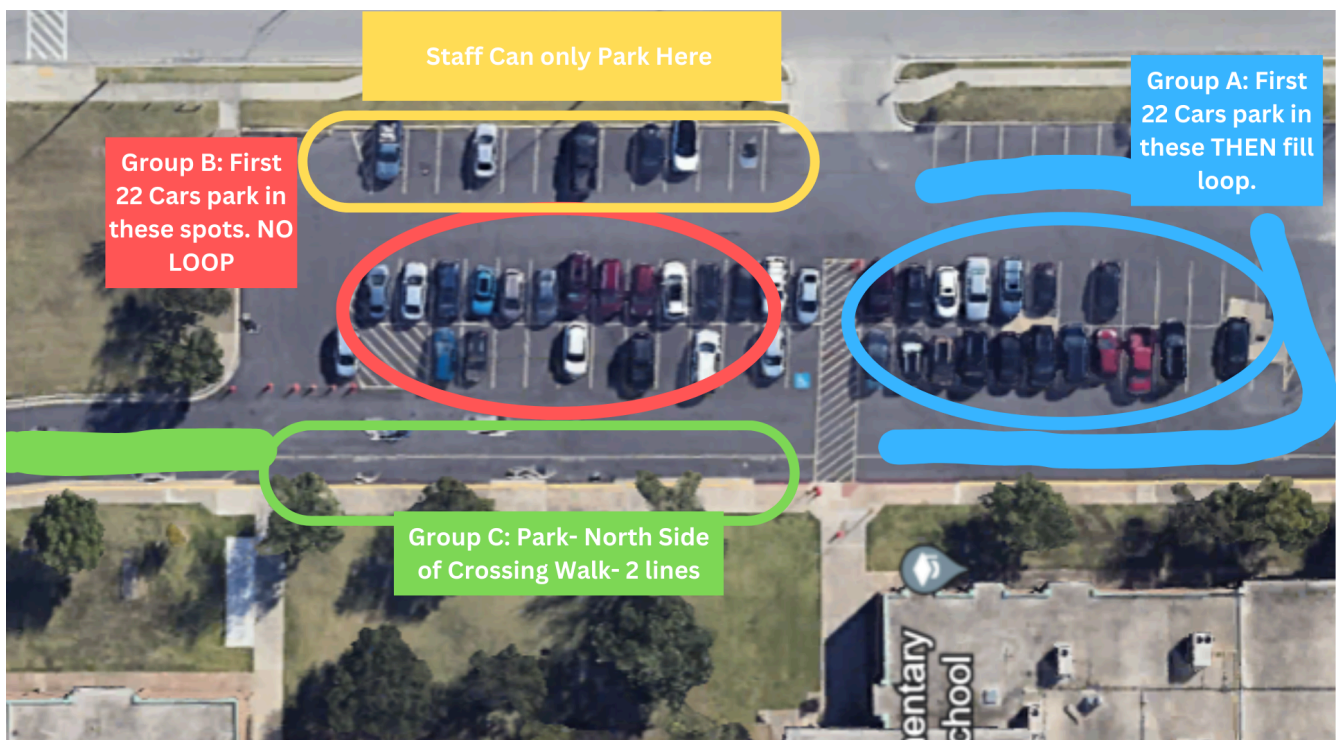 Staff Can only Park Here
Group A: First
22 Cars park in
these THEN fill
loop.
Group B: First
22 Cars park in
these spots. NO
LOOP
Group C: Park- North Side
of Crossing Walk- 2 lines
entary
chool